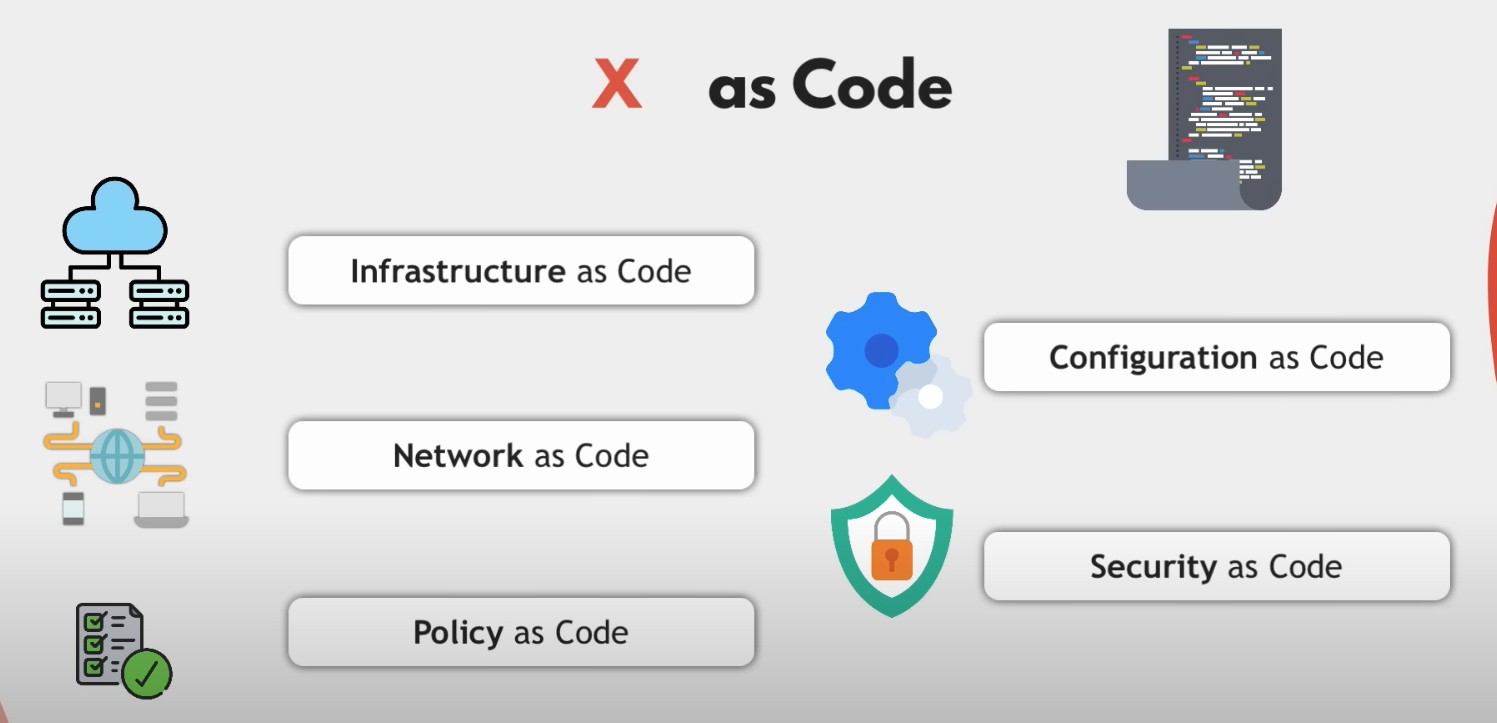 X as Code
Infrastructure as Code
Network as Code
Policy as Code
Configuration as Code
Security as Code